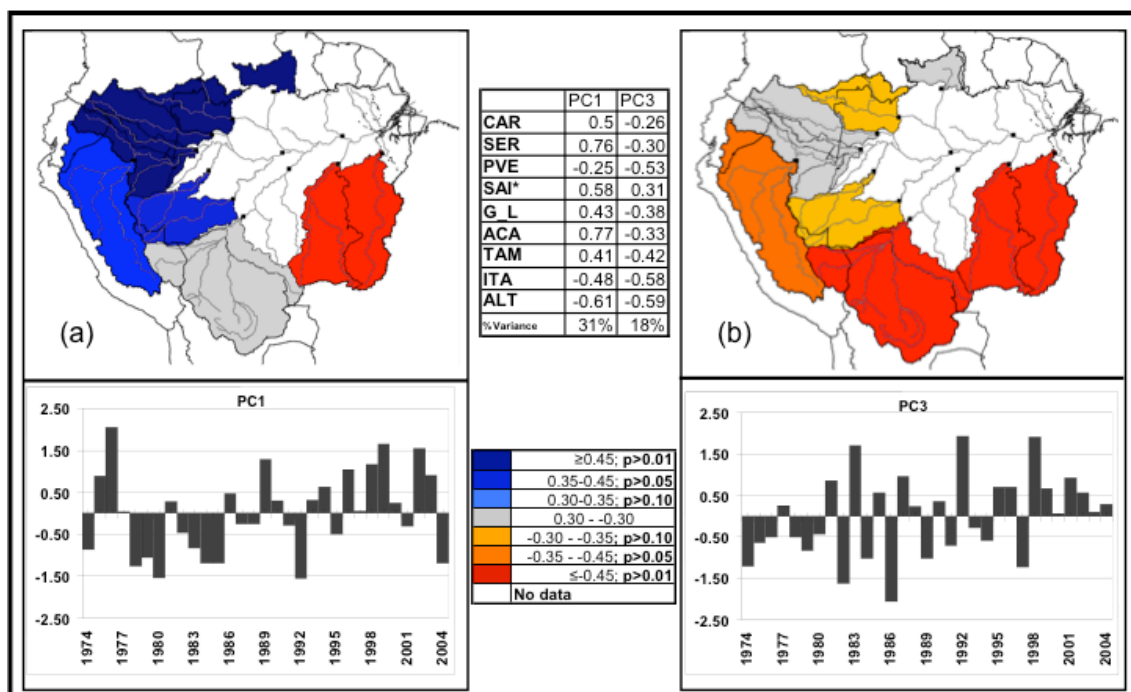 (a)
PC1 PC3
CAR 0.5 -0.26
SER 0.76 -0.30
PVE -0.25 -0.53
SAI* 0.58 0.31
G_L 0.43 -0.38
ACA 0.77 -0.33
TAM 0.41 -0.42
ITA -0.48 -0.58
ALT -0.61 -0.59
%Variance 31% 18%
(b)
PC1
2.50
1.50
0.50
-0.50
-1.50
-2.50
1974 1977 1980 1983 1986 1989 1992 1995 1998 2001 2004
≥0.45; p>0.01
0.35-0.45; p>0.05
0.30-0.35; p>0.10
0.30 - -0.30
-0.30 - -0.35; p>0.10
-0.35 - -0.45; p>0.05
≤-0.45; p>0.01
No data
PC3
2.50
1.50
0.50
-0.50
-1.50
-2.50
1974 1977 1980 1983 1986 1989 1992 1995 1998 2001 2004